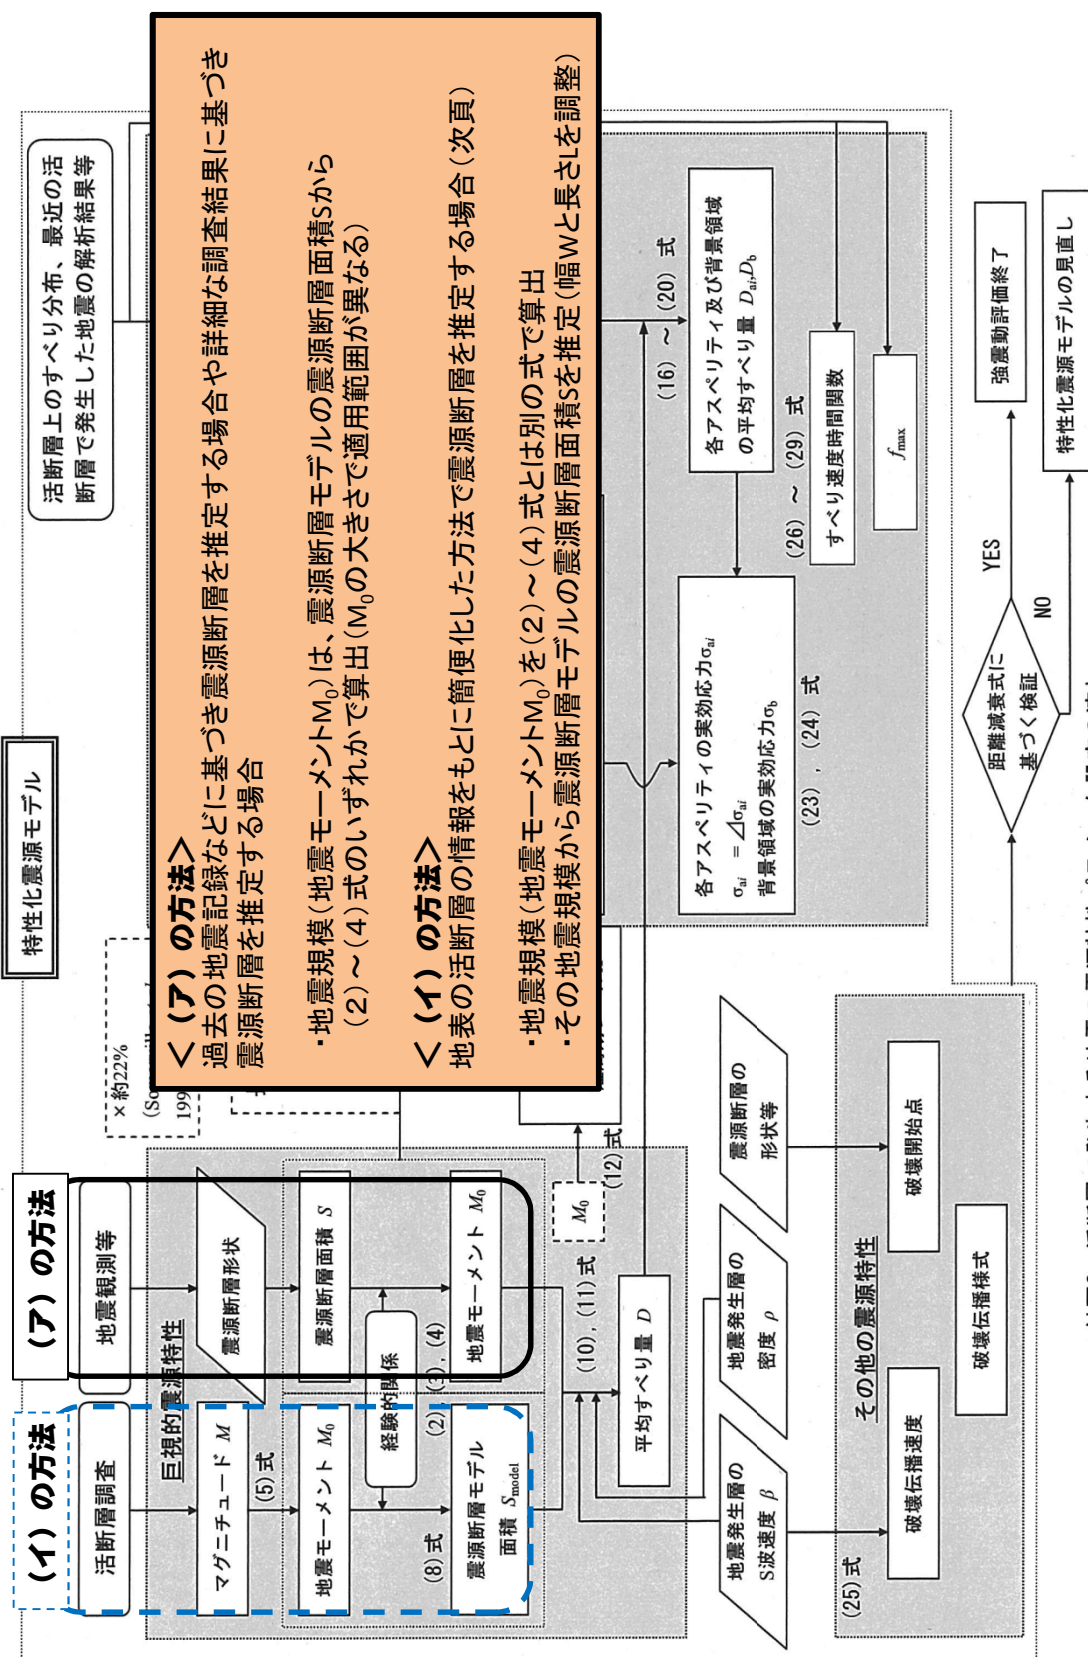 特性化震源モデル
(イ)の方法
(ア)の方法
活断層調査
地震観測等
巨視的震源特性
マグニチュード M
(5)式
地震モーメント M0
(8)式
震源断層モデル
面積 Smodel
震源断層形状
震源断層面積 S
経験的関係
(2), (3), (4)
地震モーメント M0
×約22%
199
M0
(12)式
(10), (11)式
平均すべり量 D
活断層上のすべり分布、最近の活
断層で発生した地震の解析結果等
<(ア)の方法>
過去の地震記録などに基づき震源断層を推定する場合や詳細な調査結果に基づき
震源断層を推定する場合
・地震規模(地震モーメントM0)は、震源断層モデルの震源断層面積Sから
(2)~(4)式のいずれかで算出(M0の大きさで適用範囲が異なる)
<(イ)の方法>
地表の活断層の情報をもとに簡便化した方法で震源断層を推定する場合(次頁)
・地震規模(地震モーメントM0)を(2)~(4)式とは別の式で算出
・その地震規模から震源断層モデルの震源断層面積Sを推定(幅Wと長さLを調整)
(16) ~ (20) 式
各アスペリティ及び背景領域
の平均すべり量 Dai,Db
各アスペリティの実効応力σai
σai = Δσai
背景領域の実効応力σb
(23), (24) 式
(26) ~ (29) 式
すべり速度時間関数
fmax
地震発生層の
S波速度 β
地震発生層の
密度 ρ
震源断層の
形状等
(25)式
その他の震源特性
破壊伝播速度
破壊開始点
破壊伝播様式
距離減衰式に
基づく検証
YES
NO
強震動評価終了
特性化震源モデルの見直し